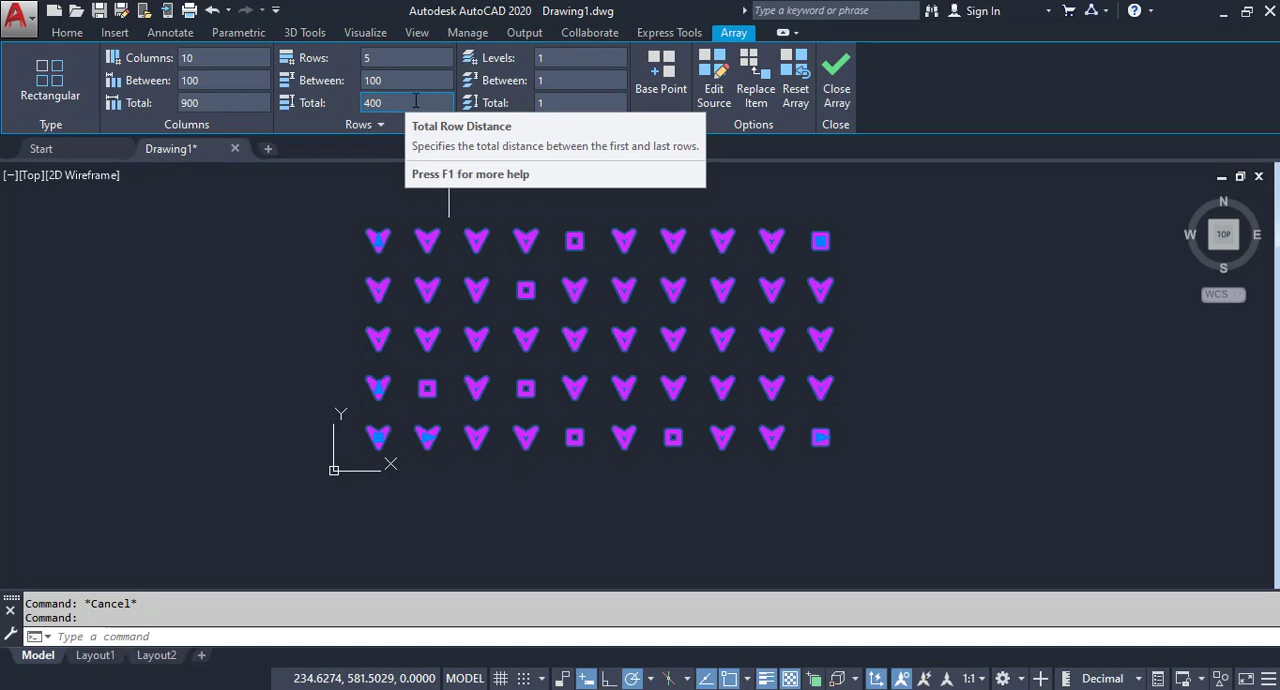 Autodesk AutoCAD 2020 Drawing1.dwg
Type a keyword or phrase
Sign In
Home Insert Annotate Parametric 3D Tools Visualize View Manage Output Collaborate Express Tools Array
Columns: 10 Rows: 5 Levels: 1
Between: 100 Between: 100 Between: 1
Total: 900 Total: 400 Total: 1
Rectangular
Base Point
Edit Source
Replace Item
Reset Array
Close Array
Type Columns Rows Options Close
Total Row Distance
Specifies the total distance between the first and last rows.
Press F1 for more help
Start Drawing1*
[−][Top][2D Wireframe]
N
W TOP E
S
WCS
Y
X
Command: *Cancel*
Command:
Type a command
Model Layout1 Layout2 +
234.6274, 581.5029, 0.0000 MODEL 1:1 Decimal